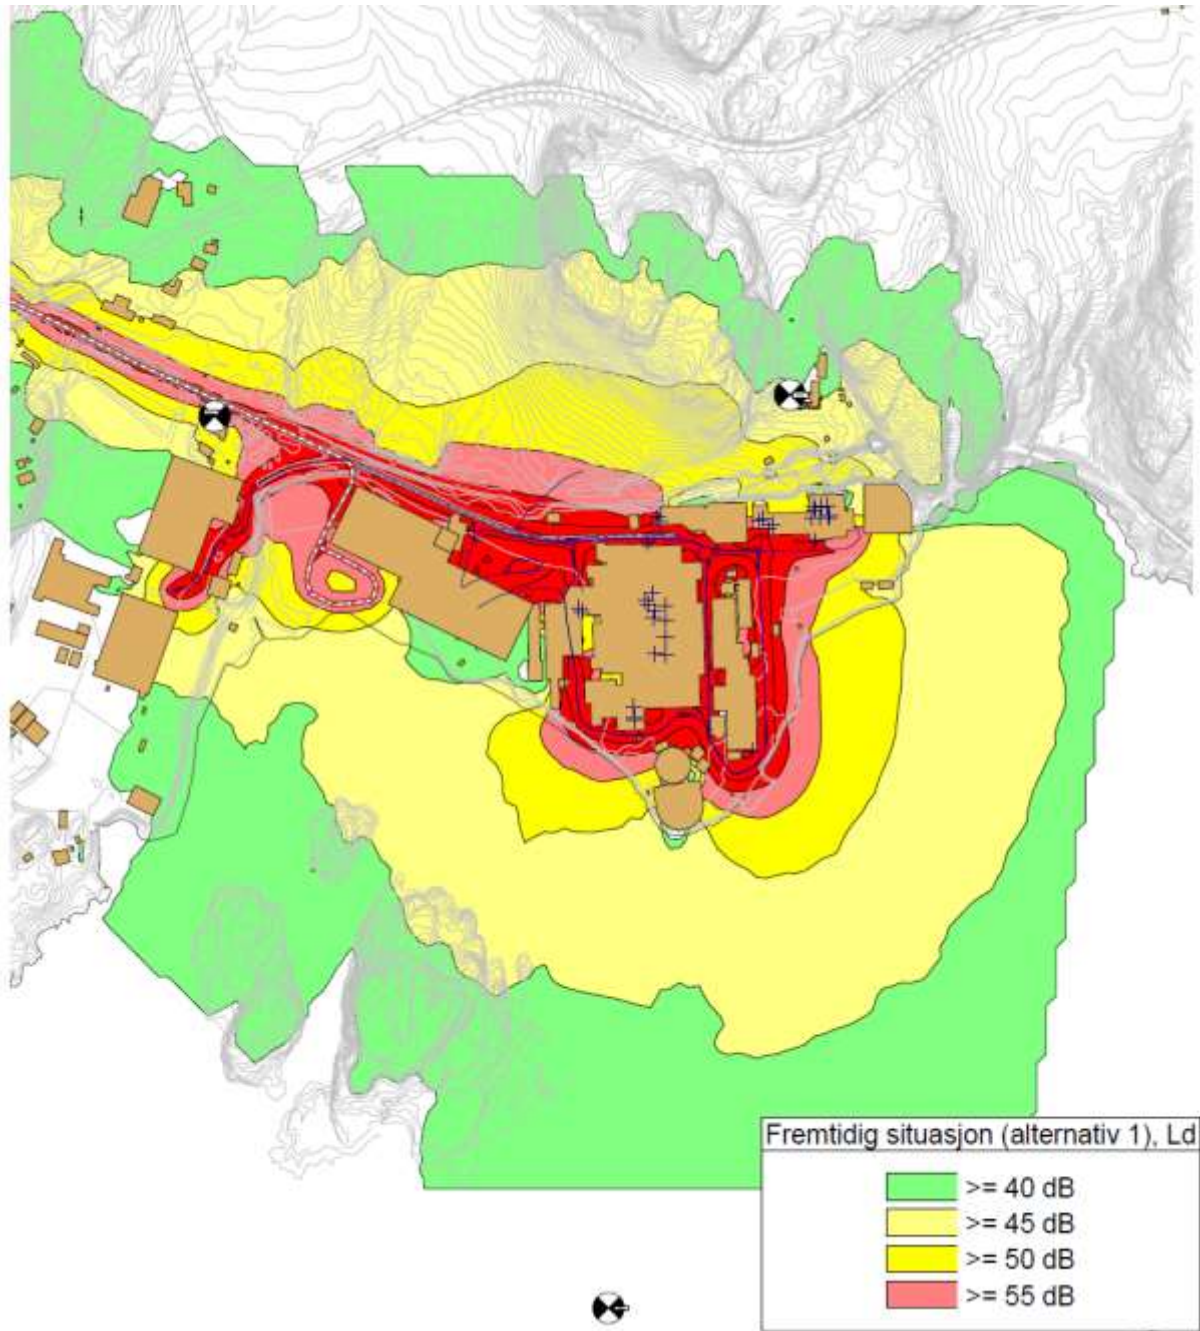 Fremtidig situasjon (alternativ 1), Ld
>= 40 dB
>= 45 dB
>= 50 dB
>= 55 dB